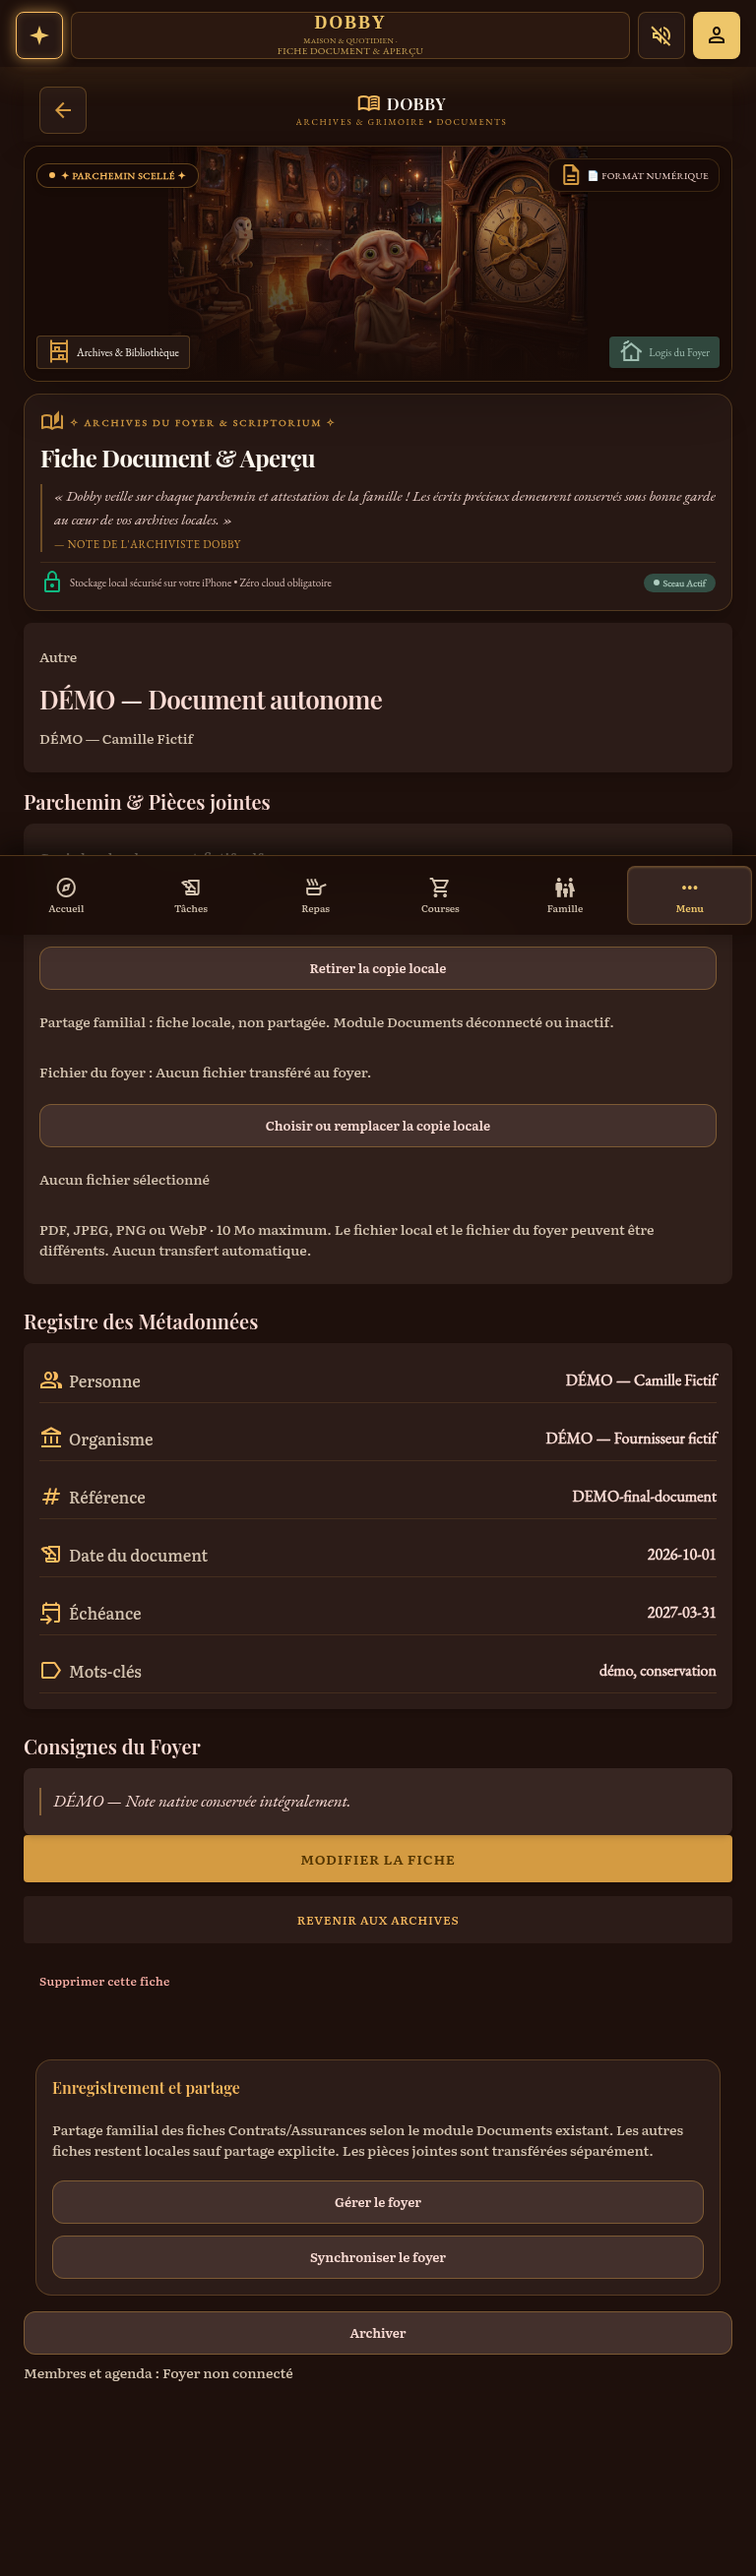 DOBBY
MAISON & QUOTIDIEN ·
FICHE DOCUMENT & APERÇU
DOBBY
ARCHIVES & GRIMOIRE • DOCUMENTS
✦ PARCHEMIN SCELLÉ ✦
📄 FORMAT NUMÉRIQUE
Archives & Bibliothèque
Logis du Foyer
✧ ARCHIVES DU FOYER & SCRIPTORIUM ✧
Fiche Document & Aperçu
« Dobby veille sur chaque parchemin et attestation de la famille ! Les écrits précieux demeurent conservés sous bonne garde
au cœur de vos archives locales. »
— NOTE DE L'ARCHIVISTE DOBBY
Stockage local sécurisé sur votre iPhone • Zéro cloud obligatoire
Sceau Actif
Autre
DÉMO — Document autonome
DÉMO — Camille Fictif
Parchemin & Pièces jointes
Accueil
Tâches
Repas
Courses
Famille
Menu
Retirer la copie locale
Partage familial : fiche locale, non partagée. Module Documents déconnecté ou inactif.
Fichier du foyer : Aucun fichier transféré au foyer.
Choisir ou remplacer la copie locale
Aucun fichier sélectionné
PDF, JPEG, PNG ou WebP · 10 Mo maximum. Le fichier local et le fichier du foyer peuvent être
différents. Aucun transfert automatique.
Registre des Métadonnées
Personne DÉMO — Camille Fictif
Organisme DÉMO — Fournisseur fictif
Référence DEMO-final-document
Date du document 2026-10-01
Échéance 2027-03-31
Mots-clés démo, conservation
Consignes du Foyer
DÉMO — Note native conservée intégralement.
MODIFIER LA FICHE
REVENIR AUX ARCHIVES
Supprimer cette fiche
Enregistrement et partage
Partage familial des fiches Contrats/Assurances selon le module Documents existant. Les autres
fiches restent locales sauf partage explicite. Les pièces jointes sont transférées séparément.
Gérer le foyer
Synchroniser le foyer
Archiver
Membres et agenda : Foyer non connecté